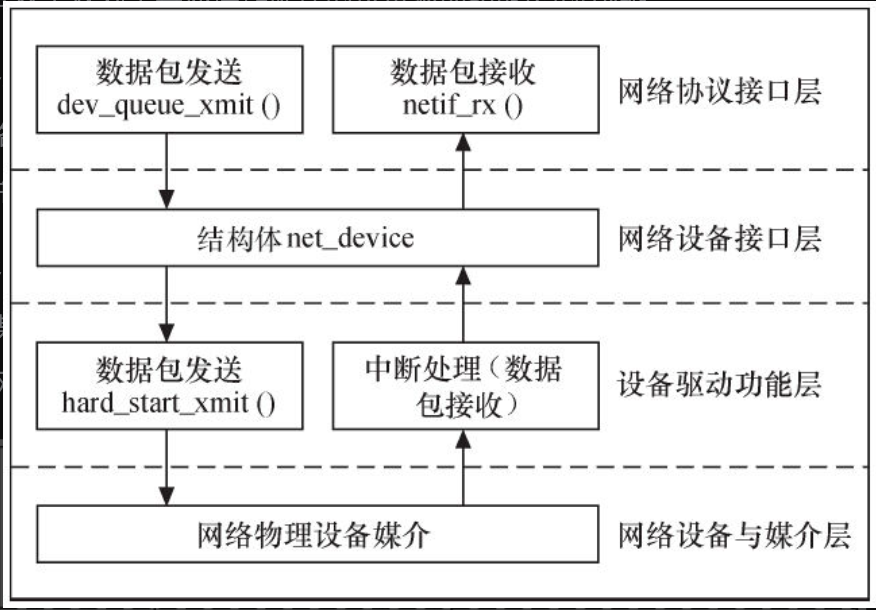 数据包发送
dev_queue_xmit ()
数据包接收
netif_rx ()
网络协议接口层
结构体 net_device
网络设备接口层
数据包发送
hard_start_xmit ()
中断处理（数据
包接收）
设备驱动功能层
网络物理设备媒介
网络设备与媒介层